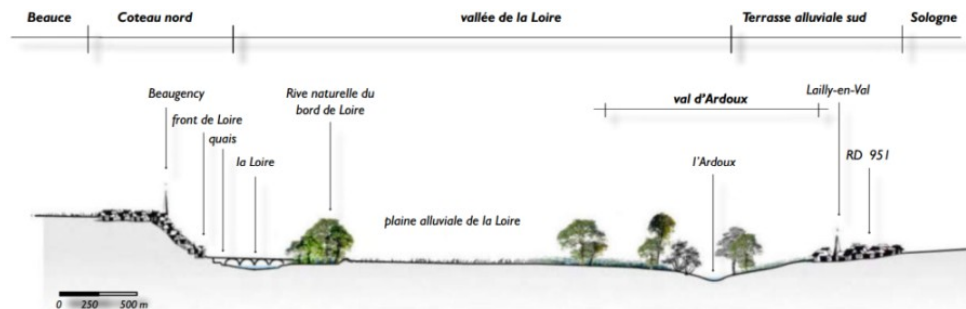 Beauce
Coteau nord
vallée de la Loire
Terrasse alluviale sud
Sologne
Beaugency
front de Loire
quais
la Loire
Rive naturelle du
bord de Loire
val d'Ardoux
Lailly-en-Val
RD 951
l'Ardoux
plaine alluviale de la Loire
0 250 500 m